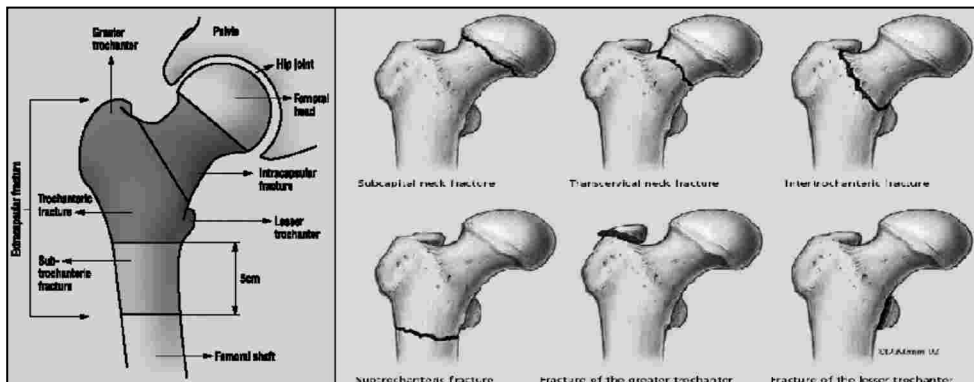 Greater
trochanter
Pelvis
Hip joint
Femoral
head
Intracapsular
fracture
Extracapsular fracture
Trochanteric
fracture
Lesser
trochanter
Sub-
trochanteric
fracture
5cm
Femoral shaft
Subcapital neck fracture
Transcervical neck fracture
Intertrochanteric fracture
Subtrochanteric fracture
Fracture of the greater trochanter
Fracture of the lesser trochanter